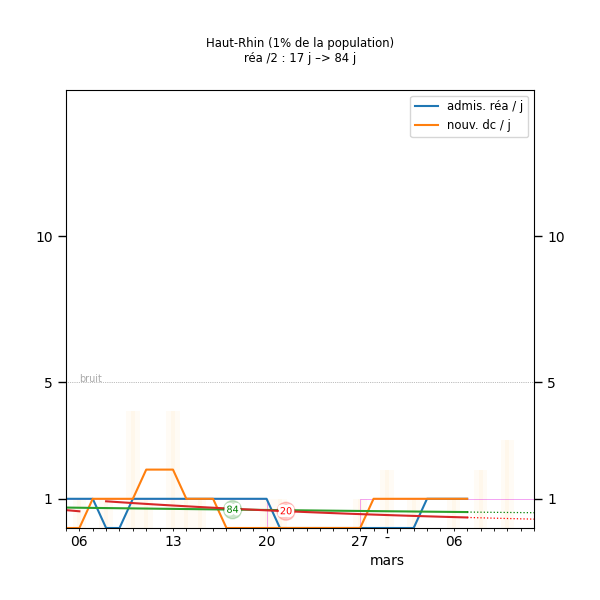 Haut-Rhin (1% de la population)
réa /2 : 17 j –> 84 j
admis. réa / j
nouv. dc / j
10 10
bruit
5 5
84 20
1 1
06 13 20 27 - 06
mars